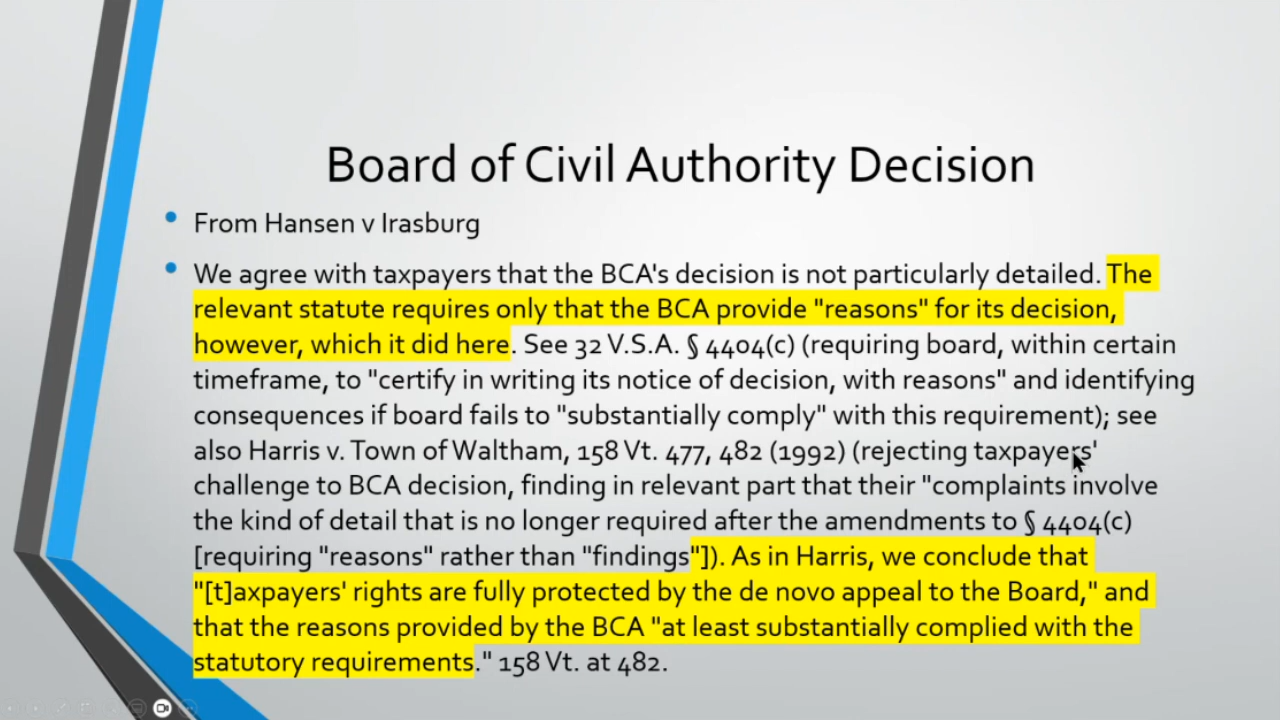 Board of Civil Authority Decision
From Hansen v Irasburg
We agree with taxpayers that the BCA's decision is not particularly detailed. The
relevant statute requires only that the BCA provide "reasons" for its decision,
however, which it did here. See 32 V.S.A. § 4404(c) (requiring board, within certain
timeframe, to "certify in writing its notice of decision, with reasons" and identifying
consequences if board fails to "substantially comply" with this requirement); see
also Harris v. Town of Waltham, 158 Vt. 477, 482 (1992) (rejecting taxpayers'
challenge to BCA decision, finding in relevant part that their "complaints involve
the kind of detail that is no longer required after the amendments to § 4404(c)
[requiring "reasons" rather than "findings"]). As in Harris, we conclude that
"[t]axpayers' rights are fully protected by the de novo appeal to the Board," and
that the reasons provided by the BCA "at least substantially complied with the
statutory requirements." 158 Vt. at 482.